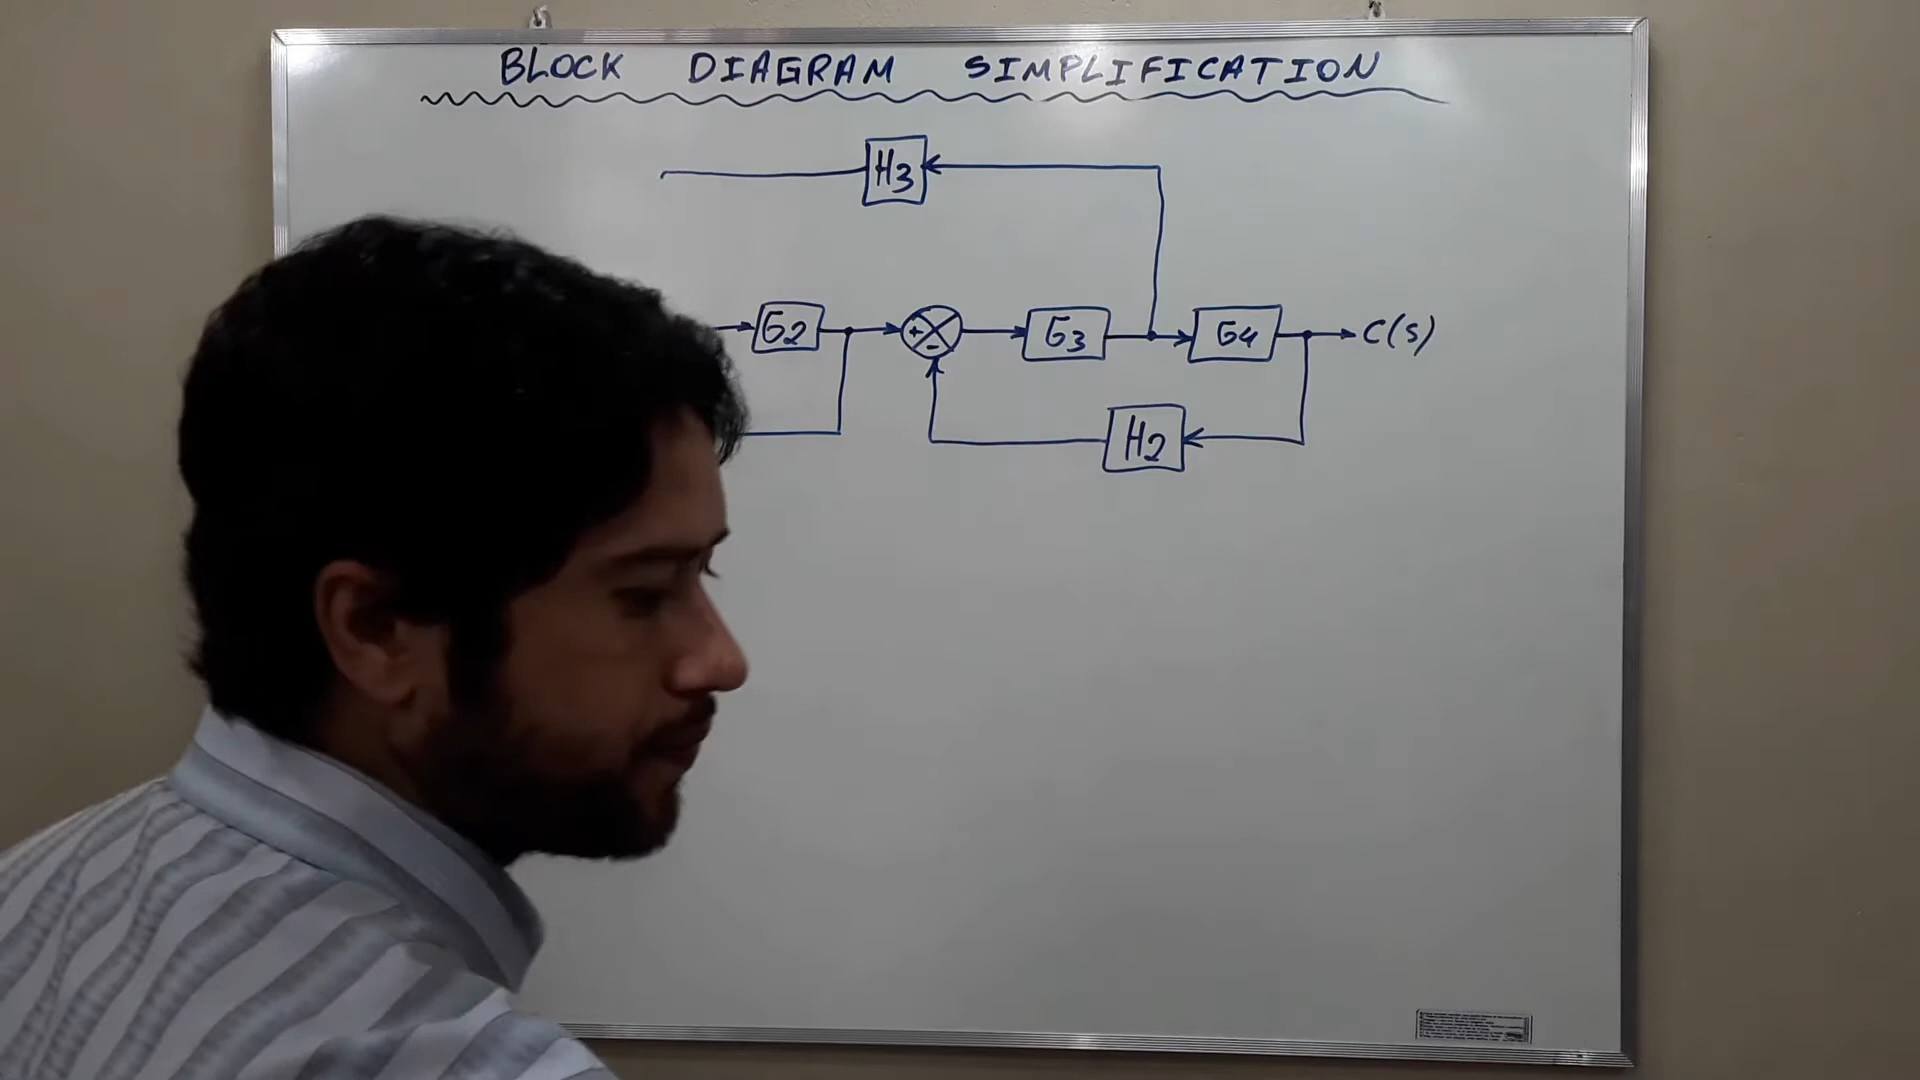 BLOCK DIAGRAM SIMPLIFICATION
H3
G2 + - G3 G4 C(s)
H2